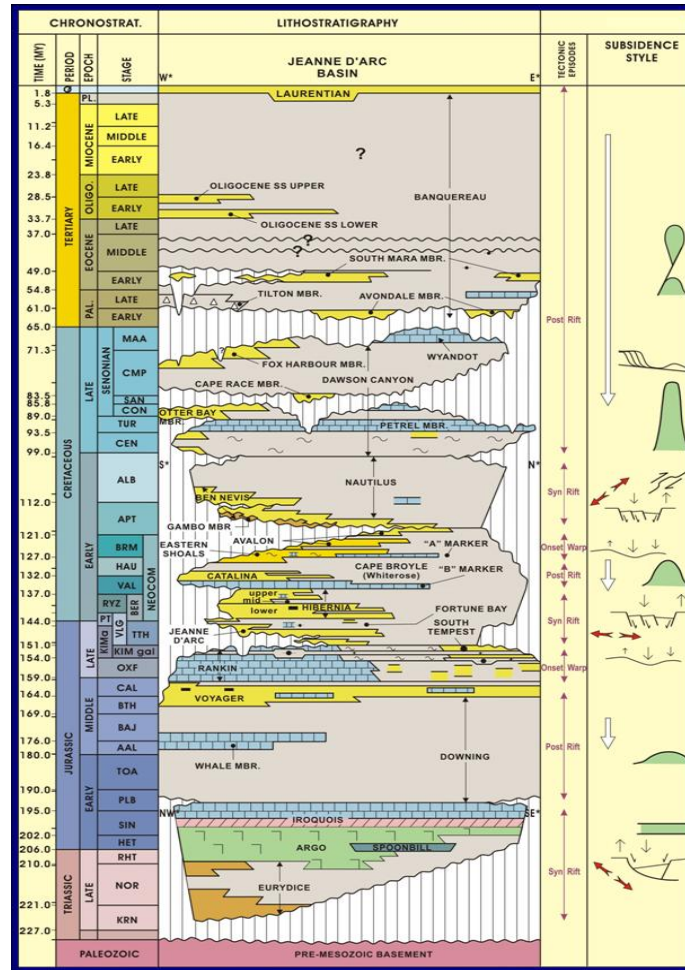 CHRONOSTRAT.
LITHOSTRATIGRAPHY
TIME (MY)
PERIOD
EPOCH
STAGE
JEANNE D'ARC
BASIN
W*
E*
TECTONIC
EPISODES
SUBSIDENCE
STYLE
1.8
5.3
11.2
16.4
23.8
28.5
33.7
37.0
49.0
54.8
61.0
65.0
71.3
83.5
85.8
89.0
93.5
99.0
112.0
121.0
127.0
132.0
137.0
144.0
151.0
154.0
159.0
164.0
169.0
176.0
180.0
190.0
195.0
202.0
206.0
210.0
221.0
227.0
Q
TERTIARY
CRETACEOUS
JURASSIC
TRIASSIC
PALEOZOIC
PL.
MIOCENE
OLIGO.
EOCENE
PAL.
LATE
EARLY
LATE
MIDDLE
EARLY
LATE
SENONIAN
NEOCOM
LATE
MIDDLE
EARLY
LATE
EARLY
LATE
MIDDLE
EARLY
LATE
EARLY
MAA
CMP
SAN
CON
TUR
CEN
ALB
APT
BRM
HAU
VAL
RYZ
BER
PT
VLG
TTH
KIMa
KIM gal
OXF
CAL
BTH
BAJ
AAL
TOA
PLB
SIN
HET
RHT
NOR
KRN
LAURENTIAN
?
BANQUEREAU
OLIGOCENE SS UPPER
OLIGOCENE SS LOWER
?
?
SOUTH MARA MBR.
TILTON MBR.
AVONDALE MBR.
WYANDOT
?
FOX HARBOUR MBR.
DAWSON CANYON
CAPE RACE MBR.
OTTER BAY
MBR.
PETREL MBR.
S*
N*
NAUTILUS
BEN NEVIS
GAMBO MBR
AVALON
EASTERN
SHOALS
"A" MARKER
CAPE BROYLE
(Whiterose)
"B" MARKER
CATALINA
upper
mid
lower
HIBERNIA
FORTUNE BAY
JEANNE
D'ARC
SOUTH
TEMPEST
RANKIN
VOYAGER
WHALE MBR.
DOWNING
NW*
SE*
IROQUOIS
ARGO
SPOONBILL
EURYDICE
PRE-MESOZOIC BASEMENT
Post Rift
Syn Rift
Onset Warp
Post Rift
Syn Rift
Onset Warp
Post Rift
Syn Rift